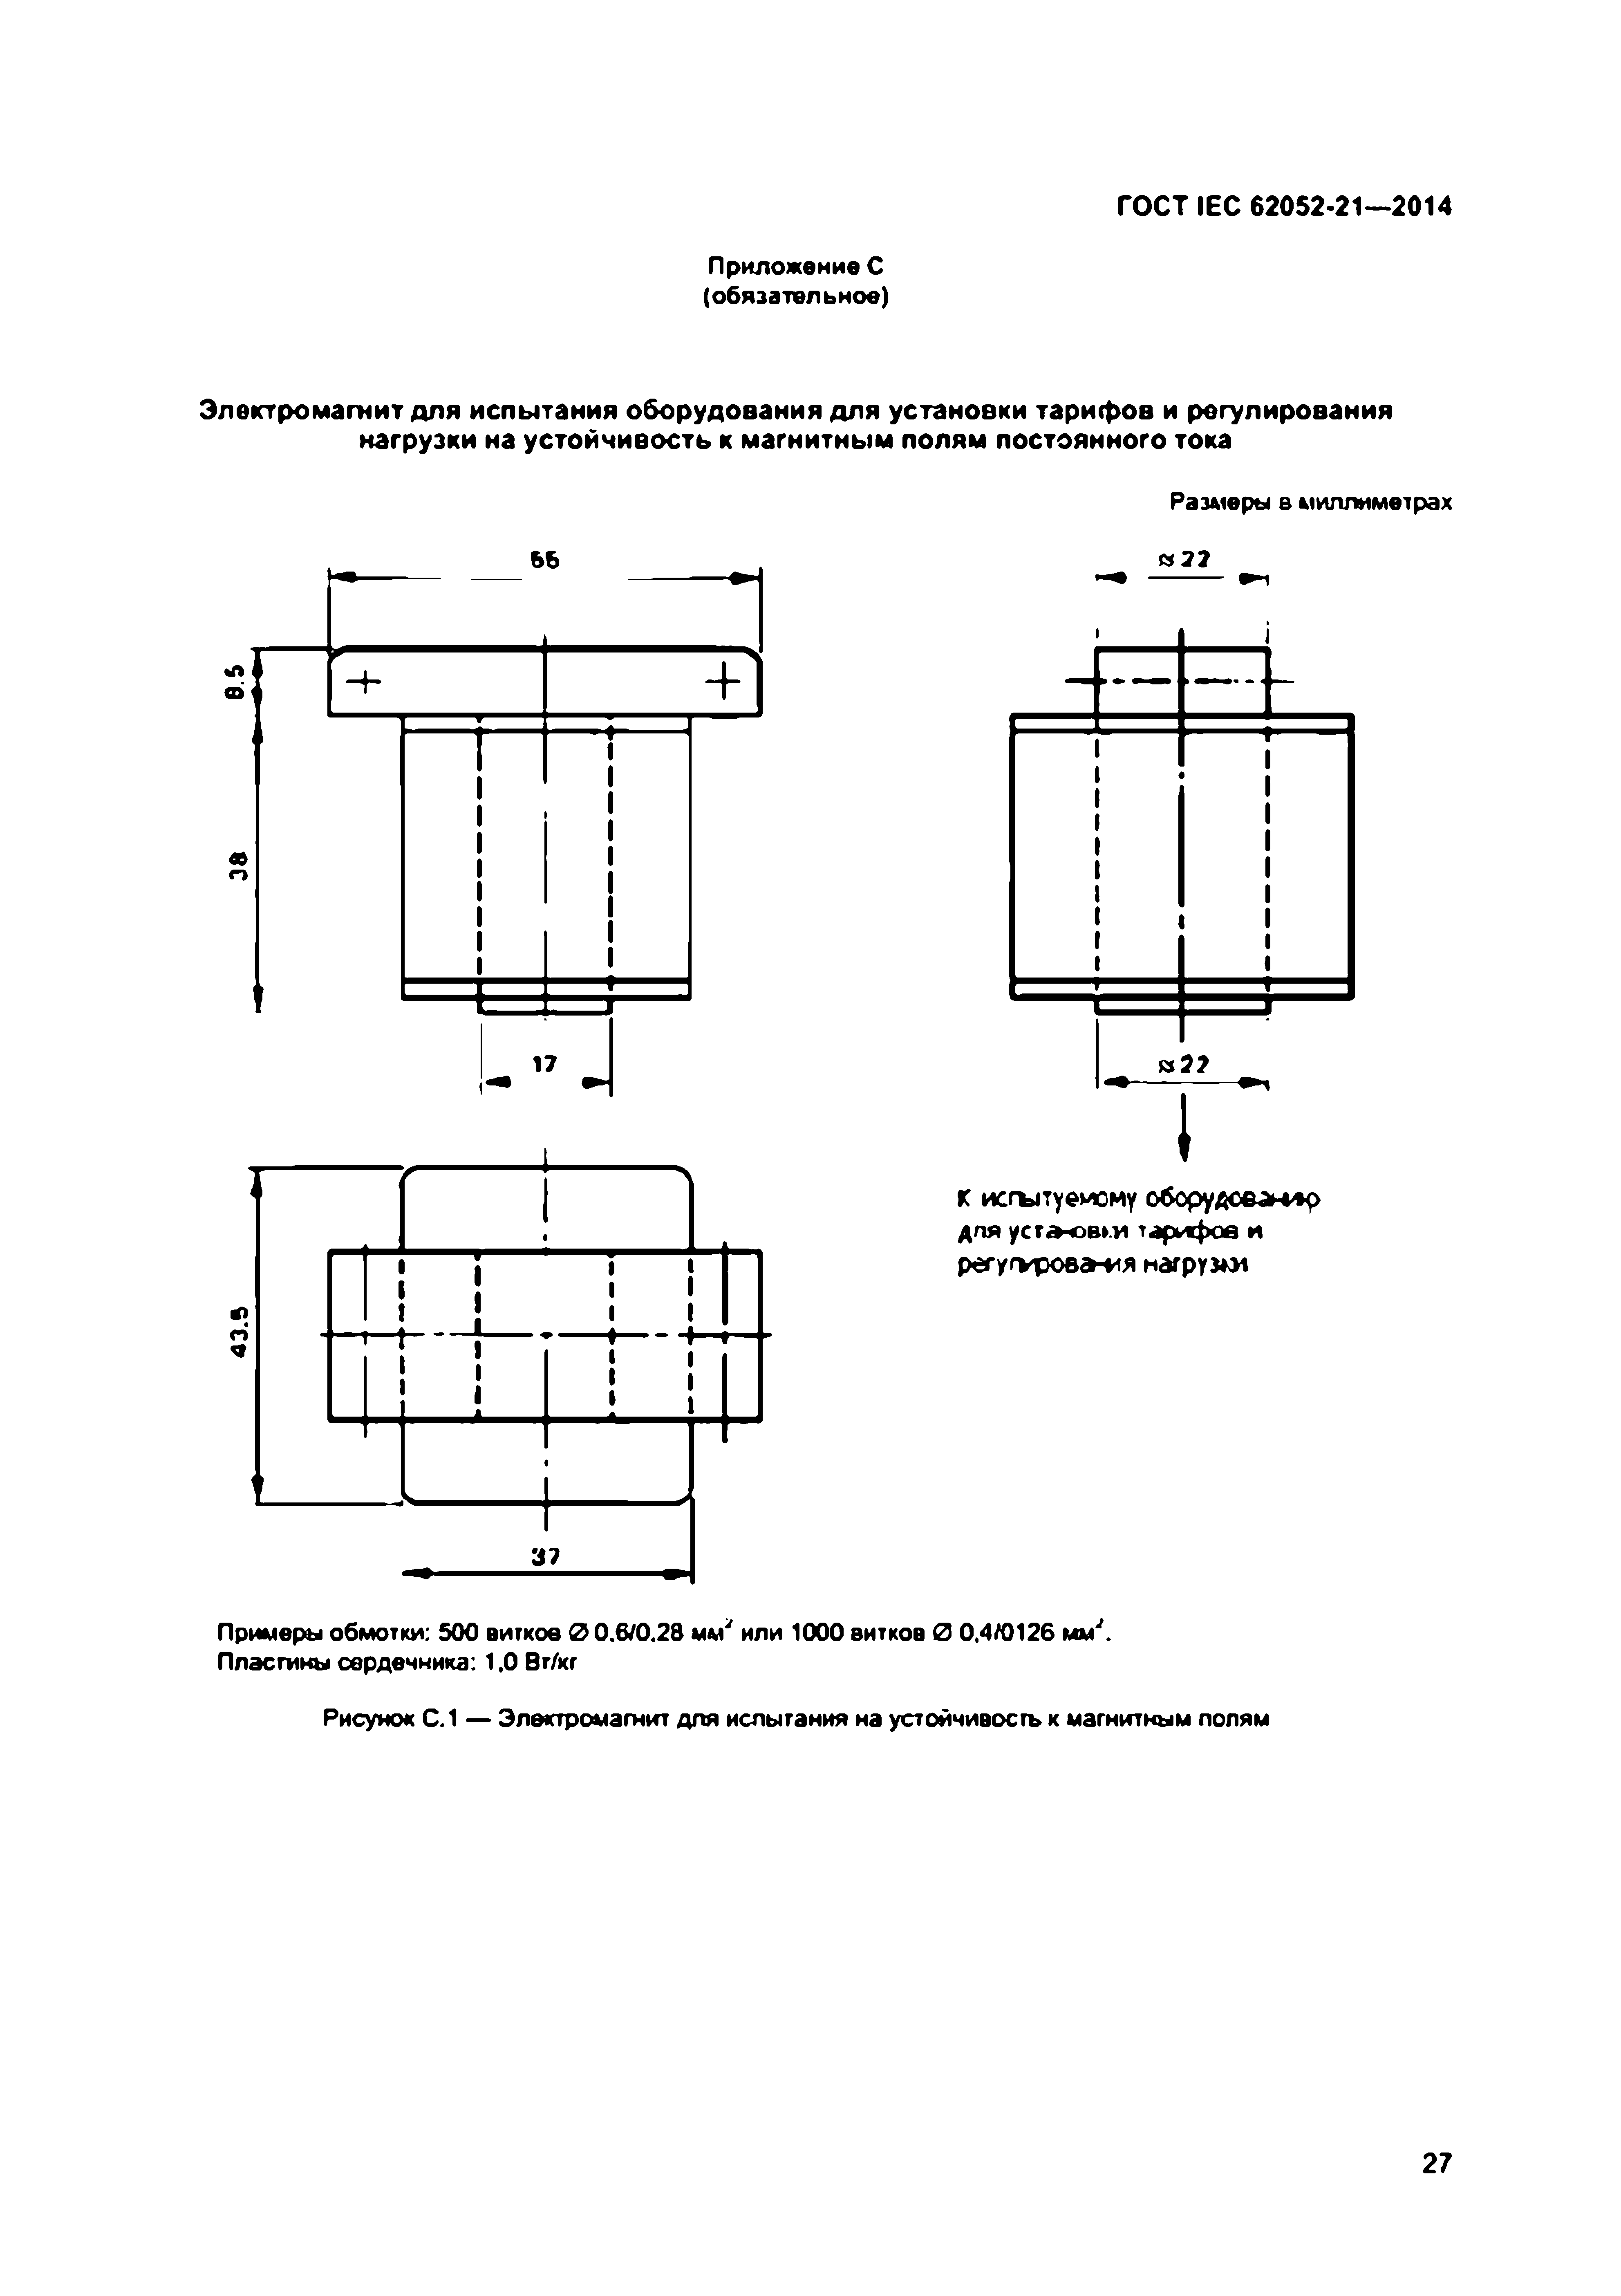 ГОСТ IEC 62052-21—2014
Приложение С
(обязательное)
Электромагнит для испытания оборудования для установки тарифов и регулирования
нагрузки на устойчивость к магнитным полям постоянного тока
Размеры в миллиметрах
≈22
8.5
38
17
≈22
К испытуемому оборудованию
для установки тарифов и
регулирования нагрузки
43.5
37
Примеры обмотки: 500 витков ∅ 0.6/0.28 мм² или 1000 витков ∅ 0,4/0126 мм².
Пластины сердечника: 1,0 Вт/кг
Рисунок С.1 — Электромагнит для испытания на устойчивость к магнитным полям
27